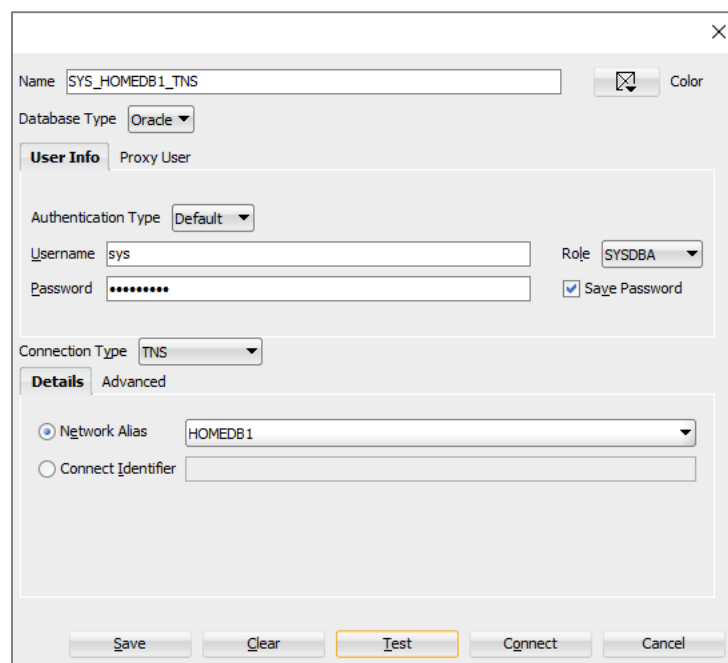 Name SYS_HOMEDB1_TNS Color
Database Type Oracle
User Info Proxy User
Authentication Type Default
Username sys Role SYSDBA
Password ••••••••• Save Password
Connection Type TNS
Details Advanced
Network Alias HOMEDB1
Connect Identifier
Save Clear Test Connect Cancel